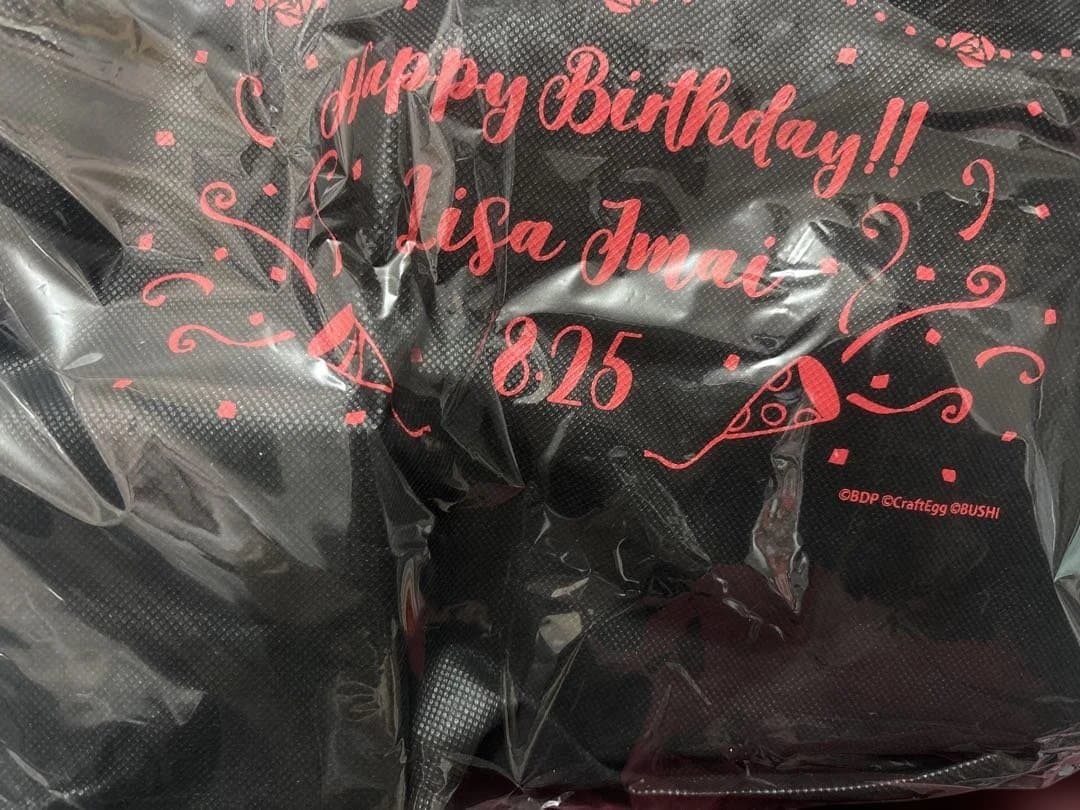 Happy Birthday!!
Lisa Imai
8.25
©BDP ©CraftEgg ©BUSHI